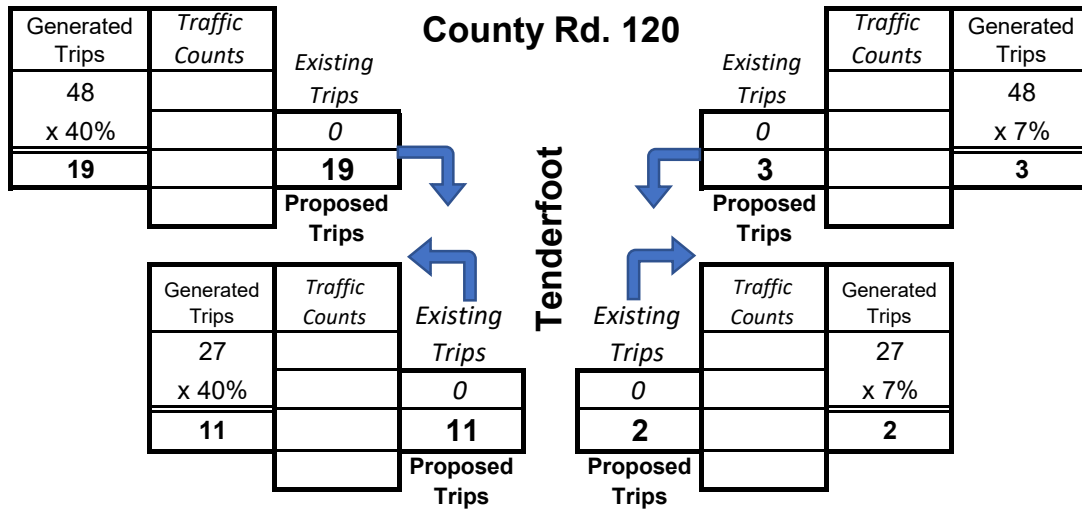 County Rd. 120
Generated
Trips
Traffic
Counts
Existing
Trips
48
x 40%
0
19
19
Proposed
Trips
Existing
Trips
Traffic
Counts
Generated
Trips
48
0
x 7%
3
3
Proposed
Trips
Tenderfoot
Generated
Trips
Traffic
Counts
Existing
Trips
27
x 40%
0
11
11
Proposed
Trips
Existing
Trips
Traffic
Counts
Generated
Trips
27
0
x 7%
2
2
Proposed
Trips